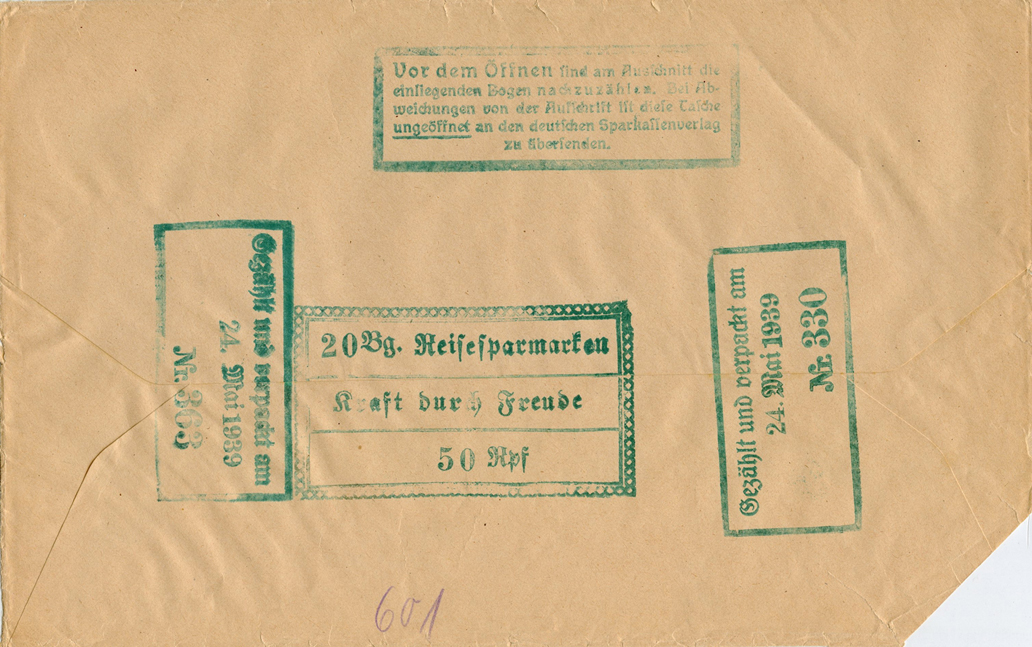 Vor dem Öffnen sind am Ausschnitt die
einliegenden Bogen nachzuzählen. Bei Ab-
weichungen von der Aufschrift ist diese Tasche
ungeöffnet an den deutschen Sparkassenverlag
zu übersenden.
Gezählt und verpackt am
24. Mai 1939
Nr. 363
20 Bg. Reisesparmarken
Kraft durch Freude
50 Rpf
Gezählt und verpackt am
24. Mai 1939
Nr. 330
601